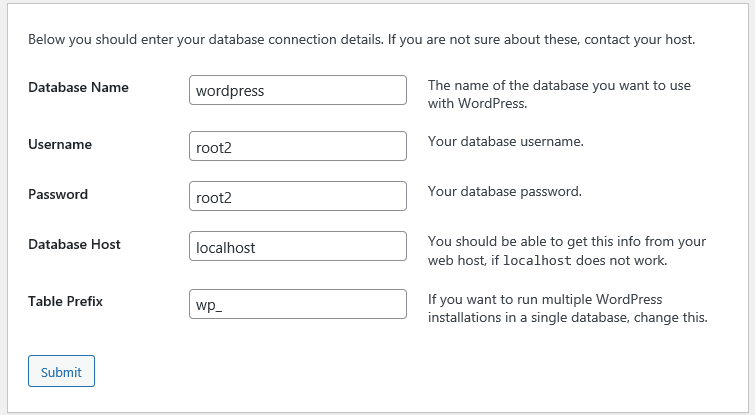 Below you should enter your database connection details. If you are not sure about these, contact your host.
Database Name
wordpress
The name of the database you want to use
with WordPress.
Username
root2
Your database username.
Password
root2
Your database password.
Database Host
localhost
You should be able to get this info from your
web host, if localhost does not work.
Table Prefix
wp_
If you want to run multiple WordPress
installations in a single database, change this.
Submit